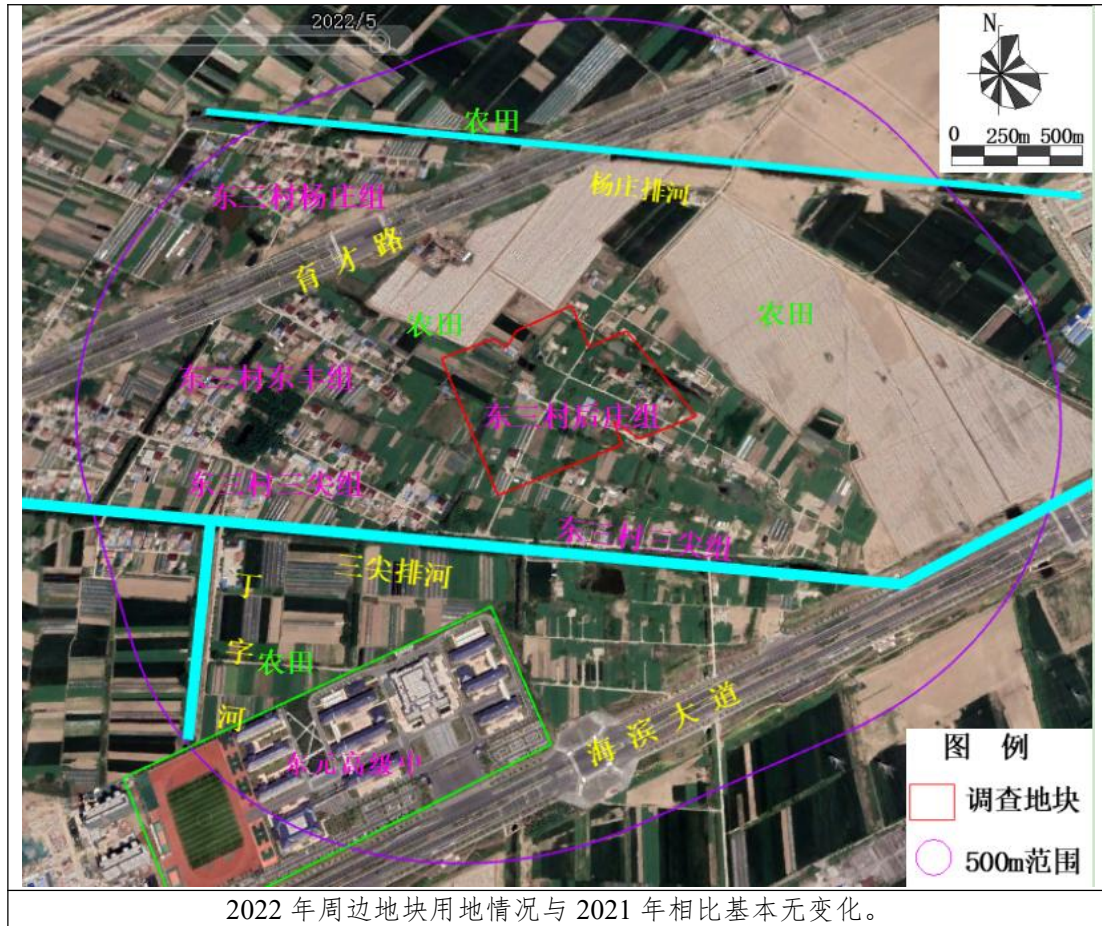 2022/5
N
0 250m 500m
农田
东三村杨庄组
杨庄排河
育才路
农田
农田
东三村东丰组
东三村后庄组
东三村三尖组
东三村三尖组
三尖排河
丁字河
农田
海滨大道
东元高级中
图 例
调查地块
500m范围
2022 年周边地块用地情况与 2021 年相比基本无变化。